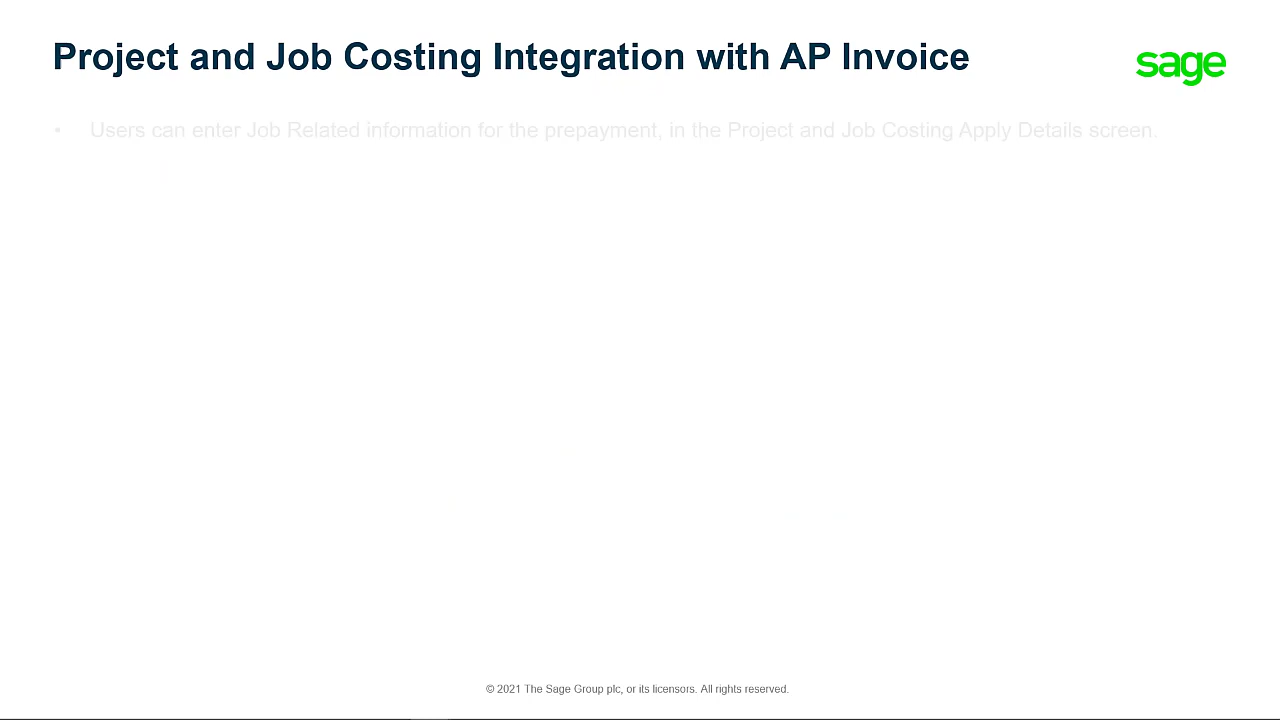 Project and Job Costing Integration with AP Invoice
sage
• Users can enter Job Related information for the prepayment, in the Project and Job Costing Apply Details screen.
© 2021 The Sage Group plc, or its licensors. All rights reserved.